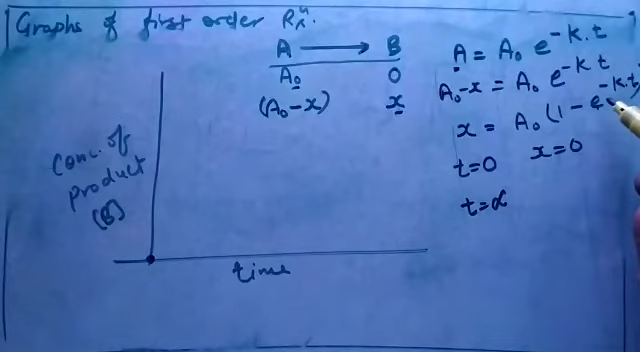 Graphs of first order Rxn.
A ⟶ B
A₀ 0
(A₀-x) x
A = A₀ e^-k.t
A₀-x = A₀ e^-k t
x = A₀ (1 - e^-k.t)
t=0 x=0
t=∝
Conc. of
product
(B)
time